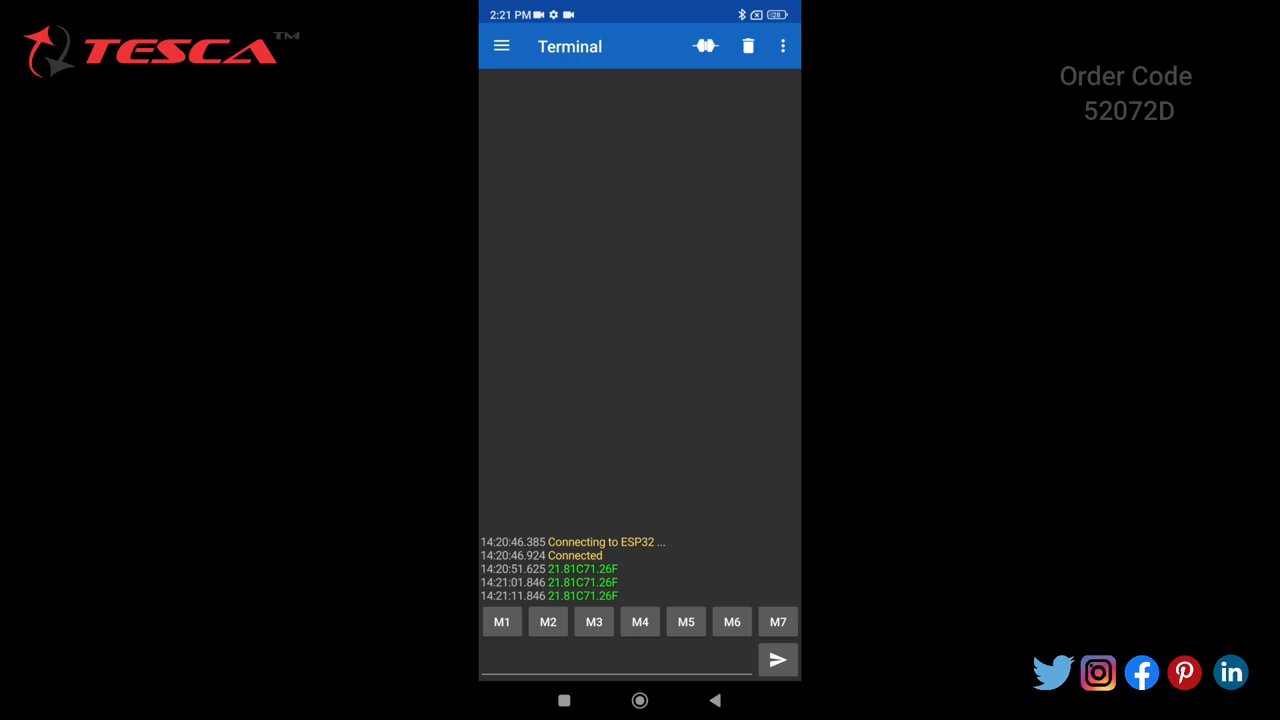 TESCA™
Order Code
52072D
2:21 PM
28
Terminal
14:20:46.385 Connecting to ESP32 ...
14:20:46.924 Connected
14:20:51.625 21.81C71.26F
14:21:01.846 21.81C71.26F
14:21:11.846 21.81C71.26F
M1 M2 M3 M4 M5 M6 M7